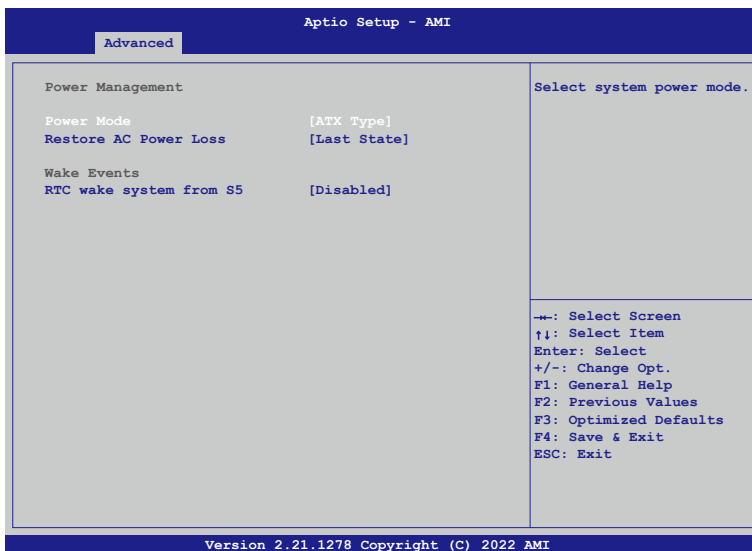 Aptio Setup - AMI
Advanced
Power Management
Power Mode [ATX Type]
Restore AC Power Loss [Last State]
Wake Events
RTC wake system from S5 [Disabled]
Select system power mode.
→←: Select Screen
↑↓: Select Item
Enter: Select
+/-: Change Opt.
F1: General Help
F2: Previous Values
F3: Optimized Defaults
F4: Save & Exit
ESC: Exit
Version 2.21.1278 Copyright (C) 2022 AMI